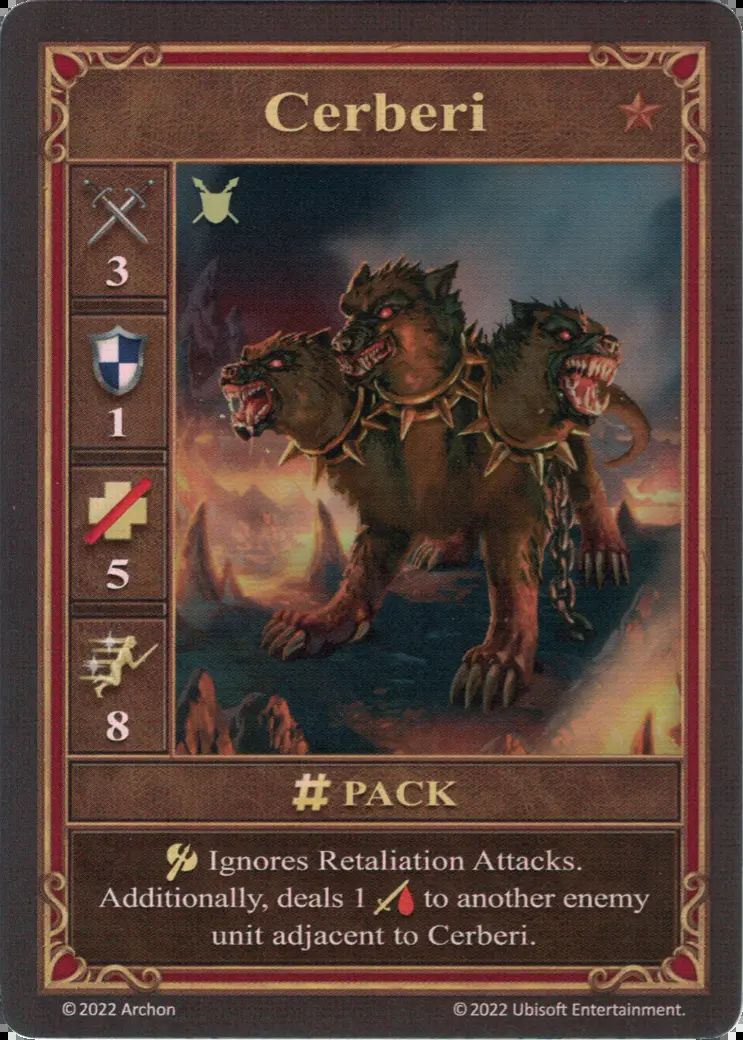 Cerberi
3
1
5
8
# PACK
Ignores Retaliation Attacks.
Additionally, deals 1 to another enemy
unit adjacent to Cerberi.
© 2022 Archon
© 2022 Ubisoft Entertainment.